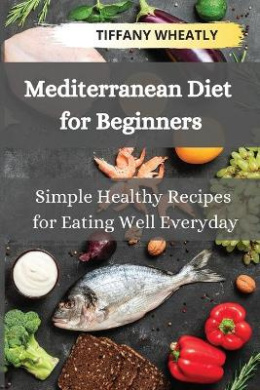 TIFFANY WHEATLY
Mediterranean Diet
for Beginners
Simple Healthy Recipes
for Eating Well Everyday